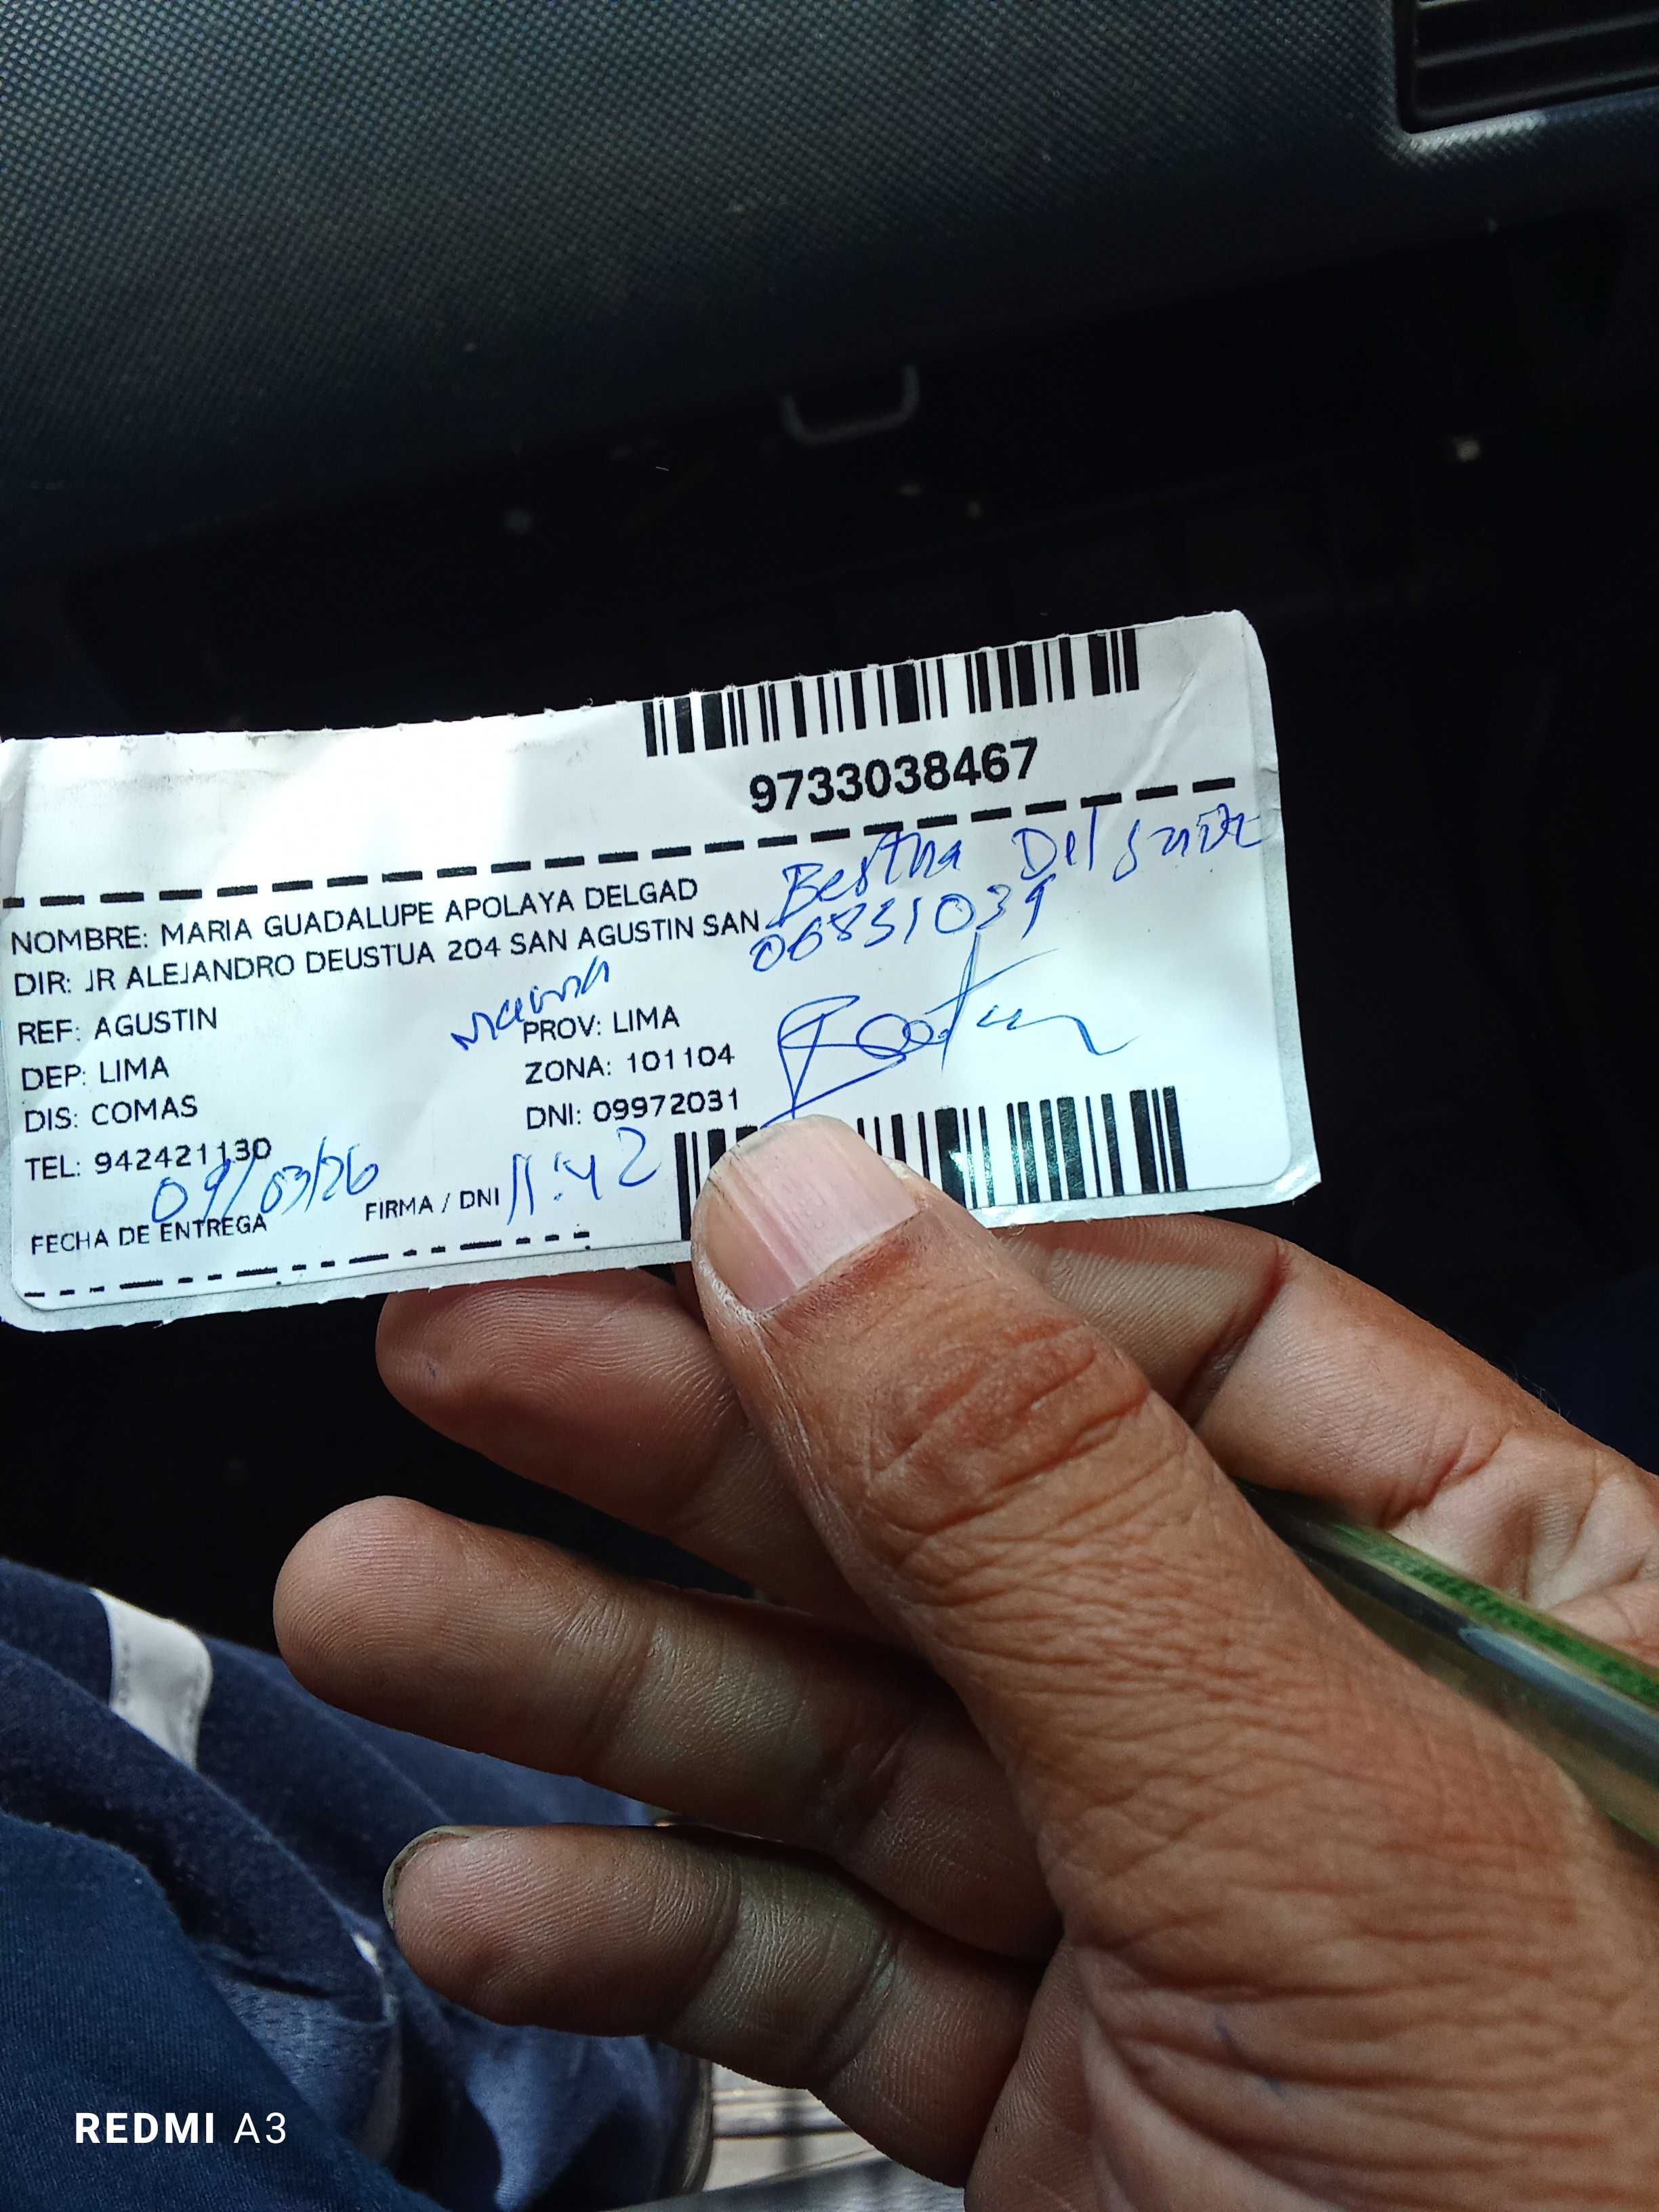 9733038467
NOMBRE: MARIA GUADALUPE APOLAYA DELGAD
DIR: JR ALEJANDRO DEUSTUA 204 SAN AGUSTIN SAN
REF: AGUSTIN
DEP: LIMA
PROV: LIMA
DIS: COMAS
ZONA: 101104
TEL: 942421130
DNI: 09972031
Bertha Delgado
06851039
09/03/26
11:42
FECHA DE ENTREGA
FIRMA / DNI
REDMI A3